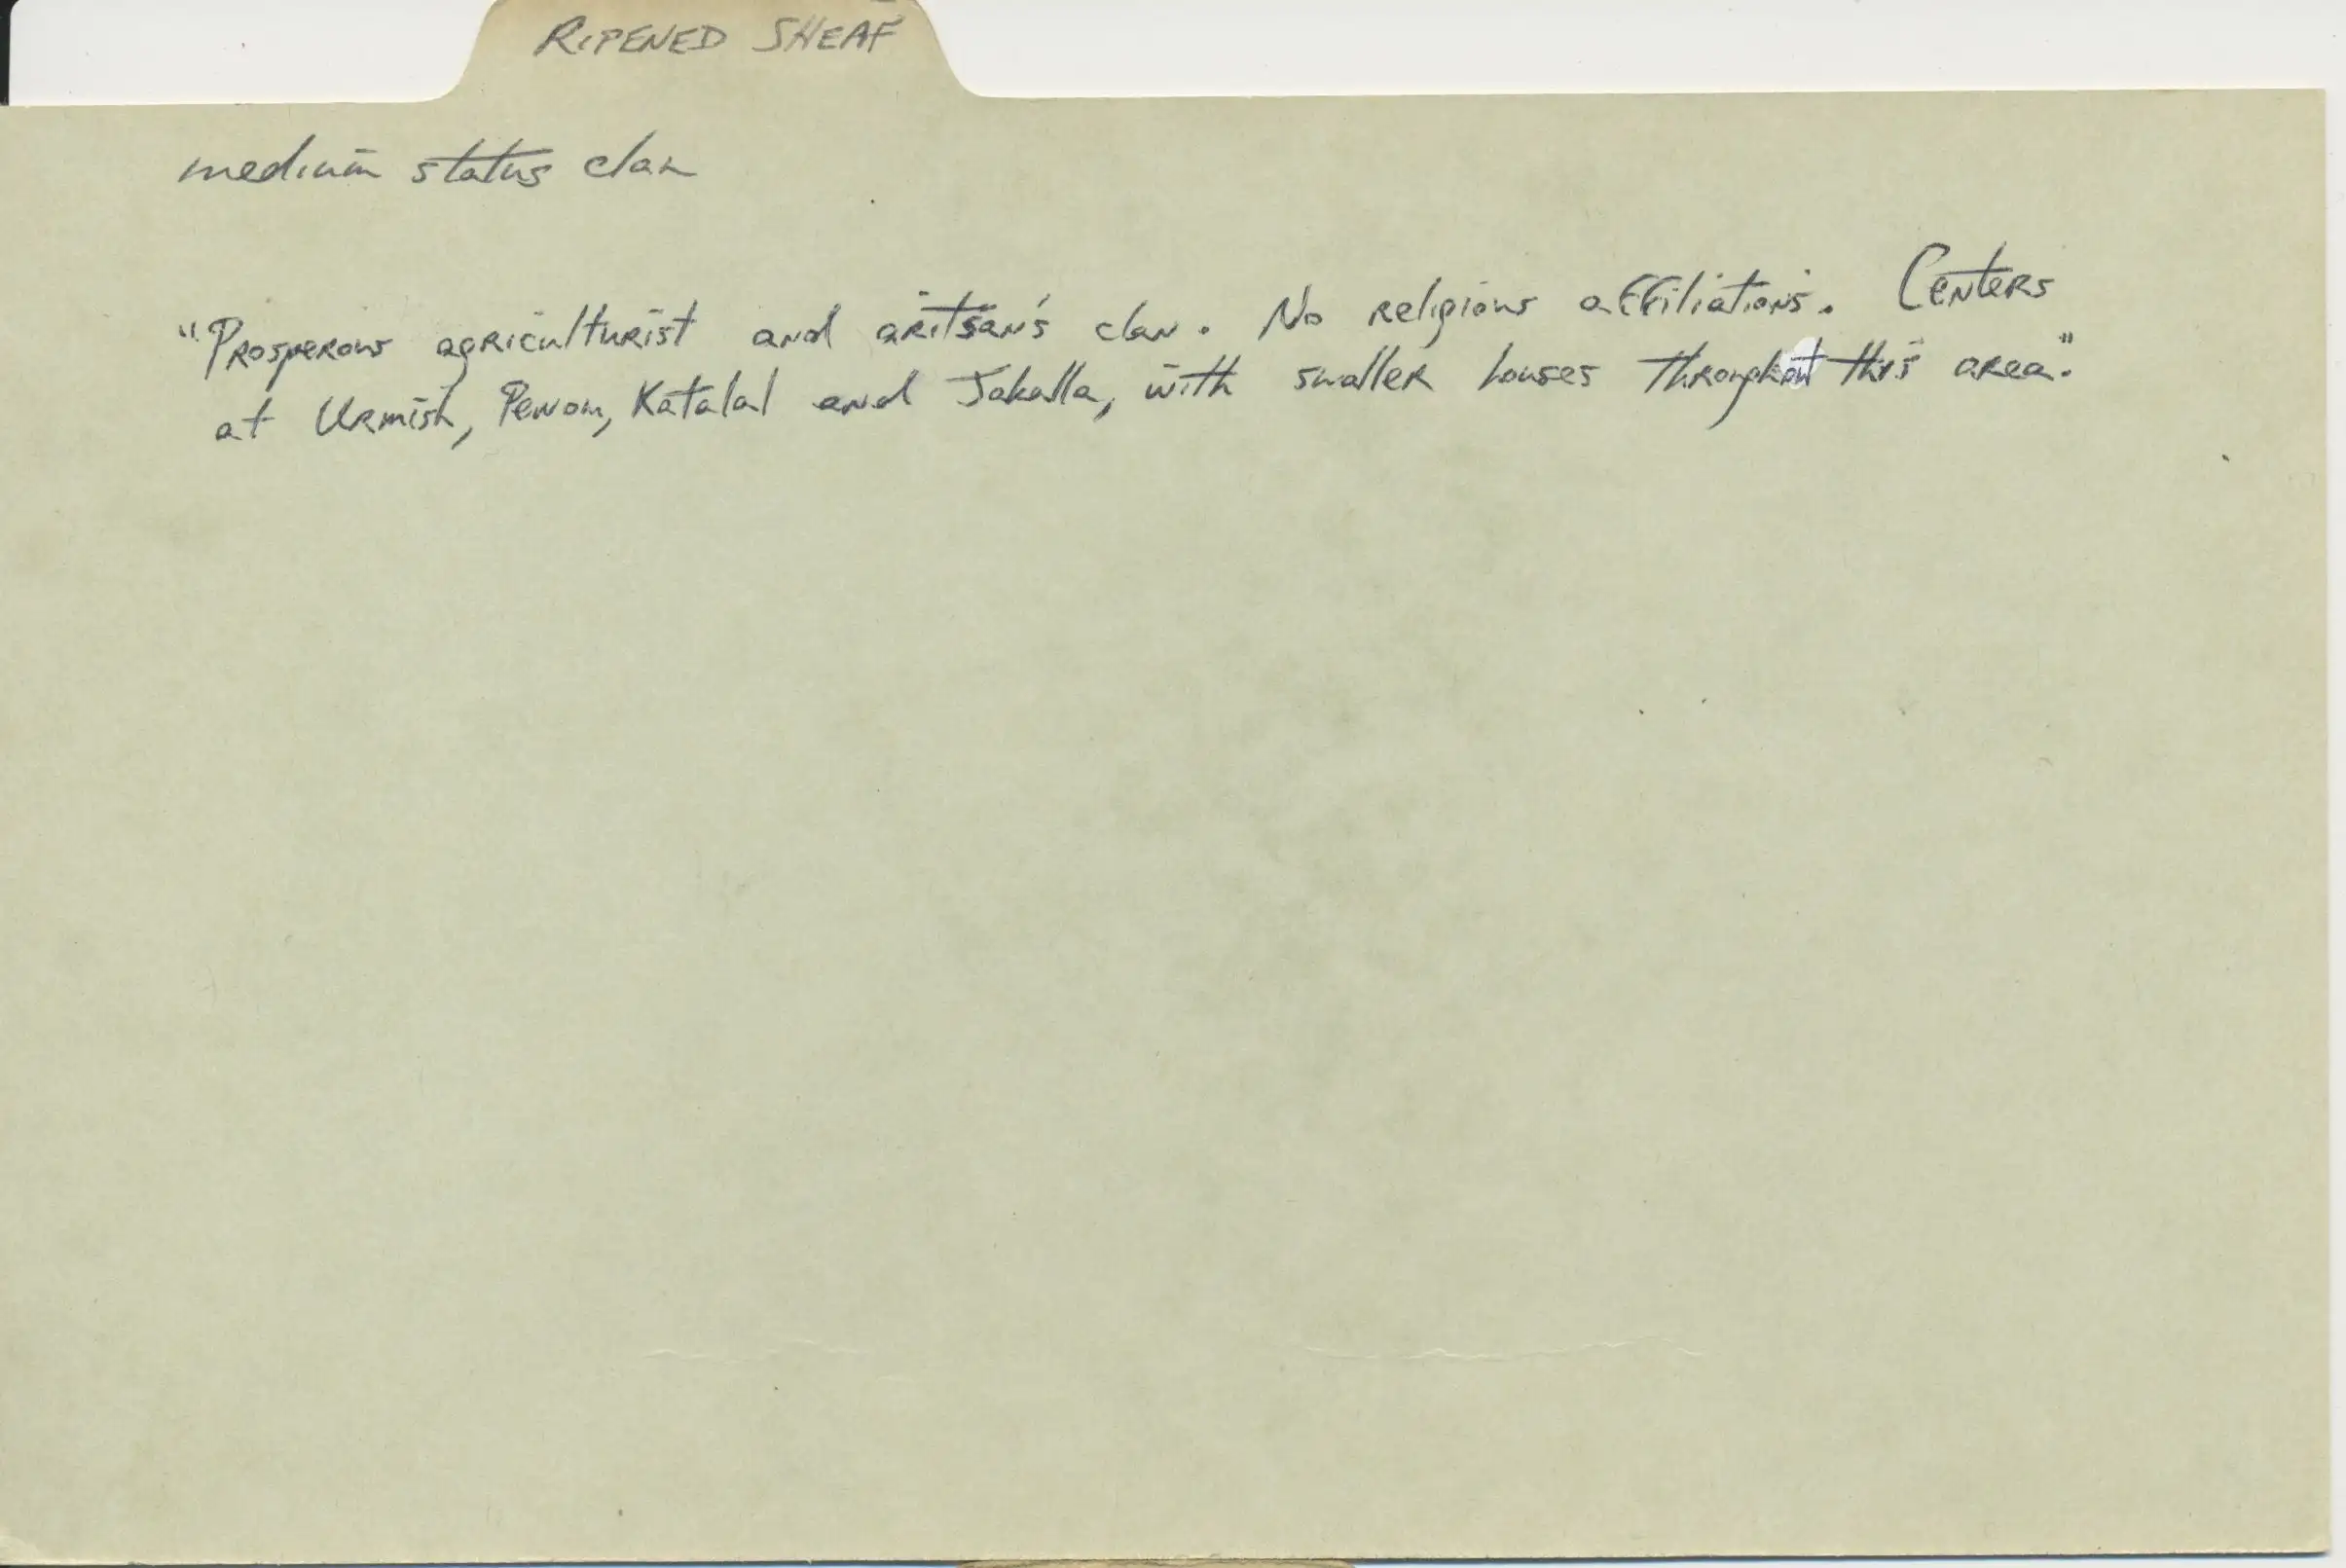 RIPENED SHEAF
medium status clan
"Prosperous agriculturist and aritsan's clan. No religious affiliations. Centers
at Urmish, Penom, Katalal and Jakalla, with smaller houses throughout this area."